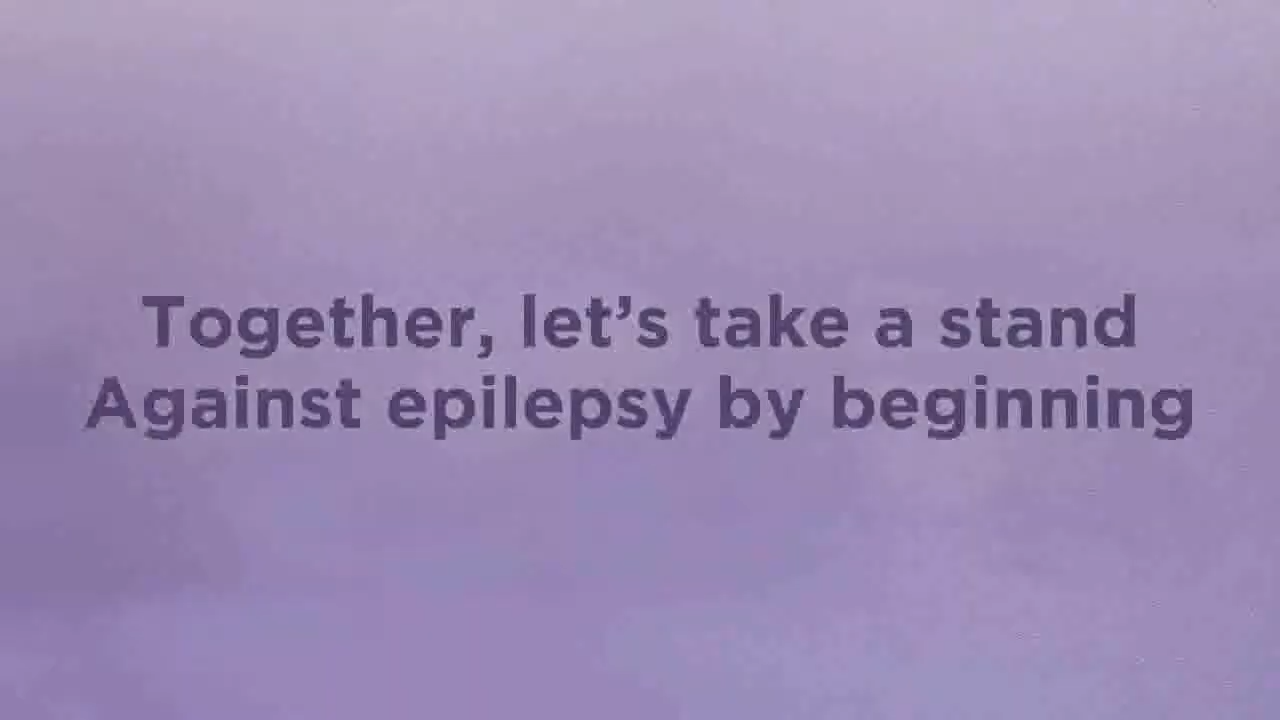 Together, let’s take a stand
Against epilepsy by beginning